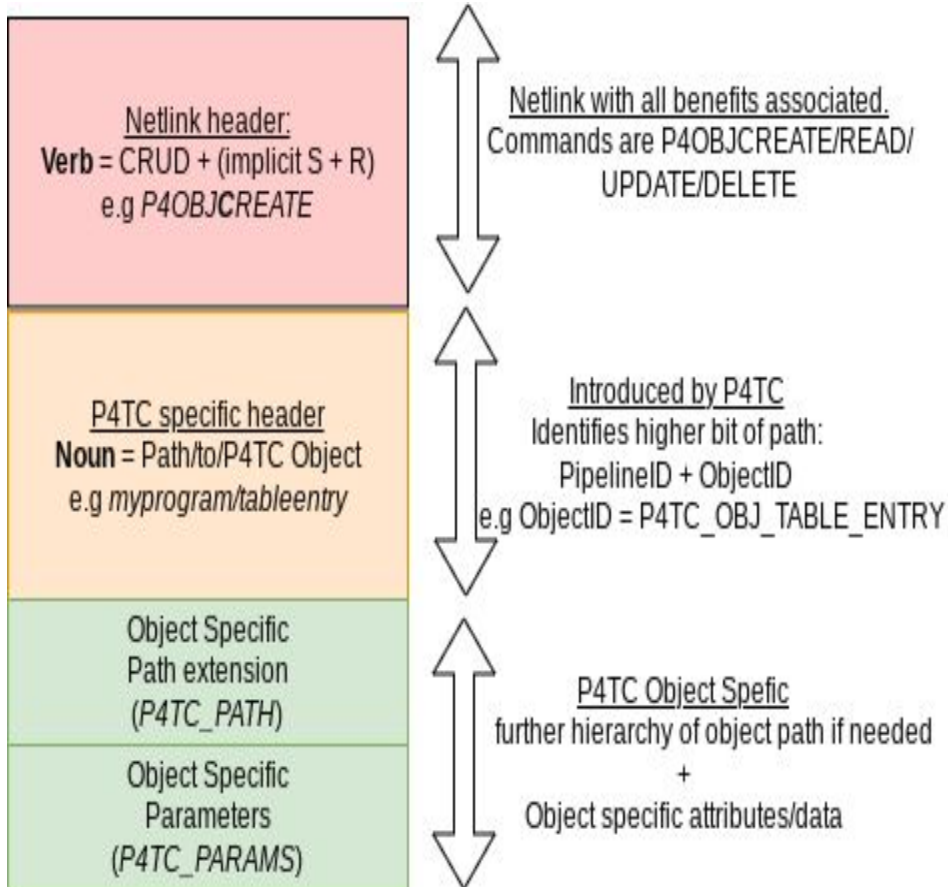 Netlink header:
Verb = CRUD + (implicit S + R)
e.g P4OBJCREATE
Netlink with all benefits associated.
Commands are P4OBJCREATE/READ/
UPDATE/DELETE
P4TC specific header
Noun = Path/to/P4TC Object
e.g myprogram/tableentry
Introduced by P4TC
Identifies higher bit of path:
PipelineID + ObjectID
e.g ObjectID = P4TC_OBJ_TABLE_ENTRY
Object Specific
Path extension
(P4TC_PATH)
Object Specific
Parameters
(P4TC_PARAMS)
P4TC Object Spefic
further hierarchy of object path if needed
+
Object specific attributes/data